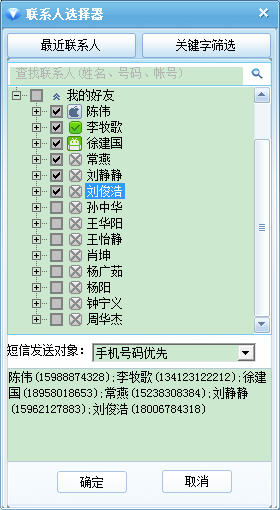 联系人选择器
最近联系人
关键字筛选
查找联系人(姓名、号码、帐号)
我的好友
陈伟
李牧歌
徐建国
常燕
刘静静
刘俊洁
孙中华
王华阳
王怡静
肖坤
杨广茹
杨阳
钟宁义
周华杰
短信发送对象: 手机号码优先
陈伟(15988874328);李牧歌(134123122212);徐建
国(18958018653);常燕(15238308384);刘静静
(15962127883);刘俊洁(18006784318)
确定
取消